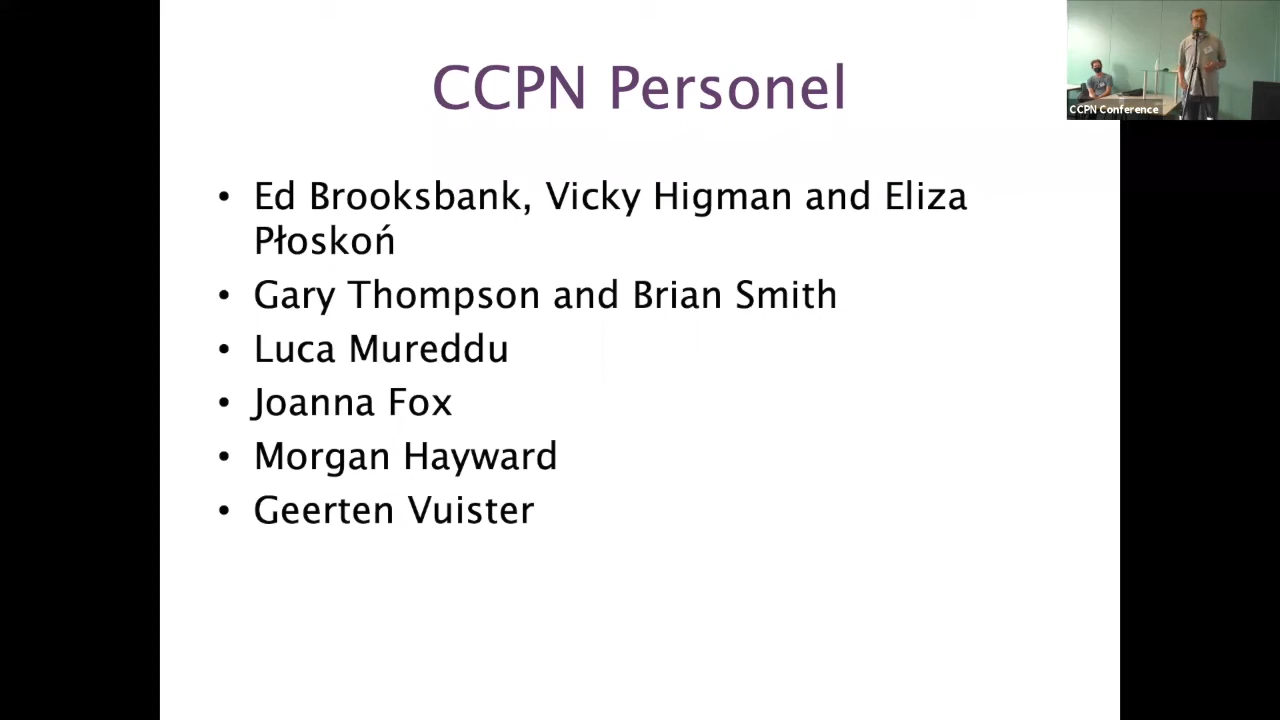 CCPN Personel
CCPN Conference
• Ed Brooksbank, Vicky Higman and Eliza
Płoskoń
• Gary Thompson and Brian Smith
• Luca Mureddu
• Joanna Fox
• Morgan Hayward
• Geerten Vuister